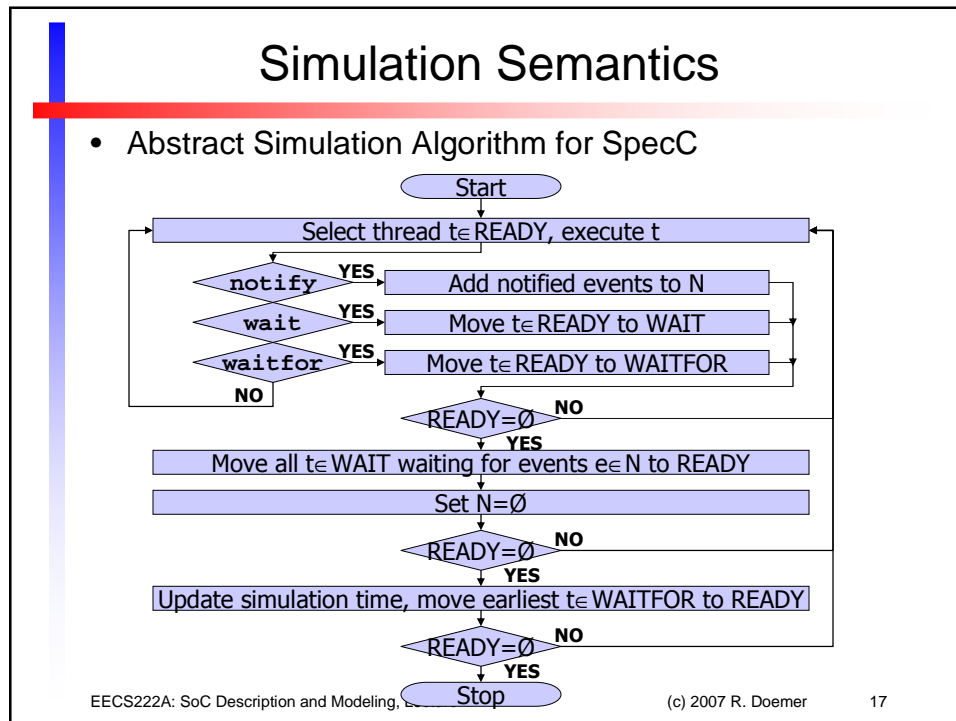 Simulation Semantics
• Abstract Simulation Algorithm for SpecC
Start
Select thread t∈READY, execute t
notify
YES
Add notified events to N
wait
YES
Move t∈READY to WAIT
waitfor
YES
Move t∈READY to WAITFOR
NO
READY=Ø
NO
YES
Move all t∈WAIT waiting for events e∈N to READY
Set N=Ø
READY=Ø
NO
YES
Update simulation time, move earliest t∈WAITFOR to READY
READY=Ø
NO
YES
Stop
EECS222A: SoC Description and Modeling, (c) 2007 R. Doemer 17